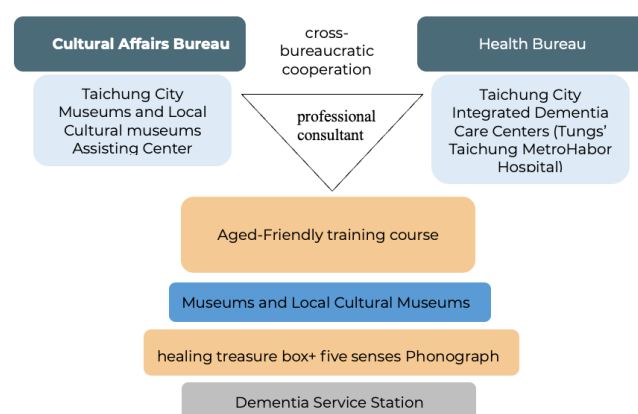 Cultural Affairs Bureau
cross-
bureaucratic
cooperation
Health Bureau
Taichung City
Museums and Local
Cultural museums
Assisting Center
professional
consultant
Taichung City
Integrated Dementia
Care Centers (Tungs’
Taichung MetroHabor
Hospital)
Aged-Friendly training course
Museums and Local Cultural Museums
healing treasure box+ five senses Phonograph
Dementia Service Station